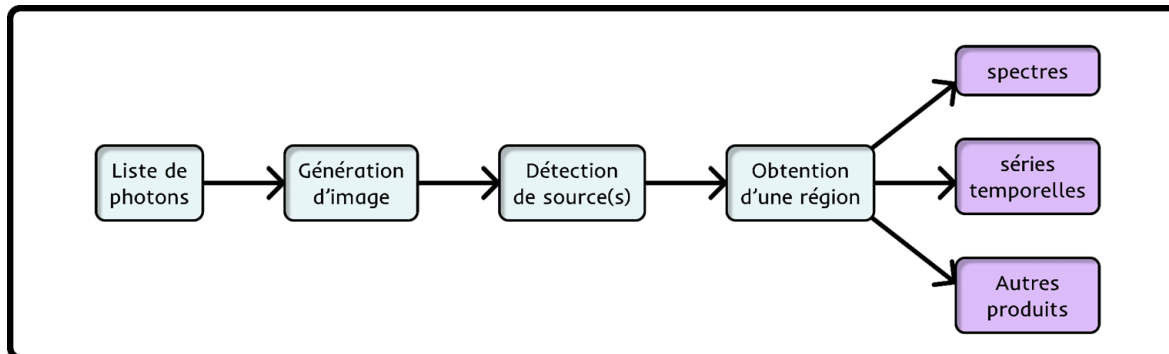 Liste de
photons
Génération
d'image
Détection
de source(s)
Obtention
d'une région
spectres
séries
temporelles
Autres
produits